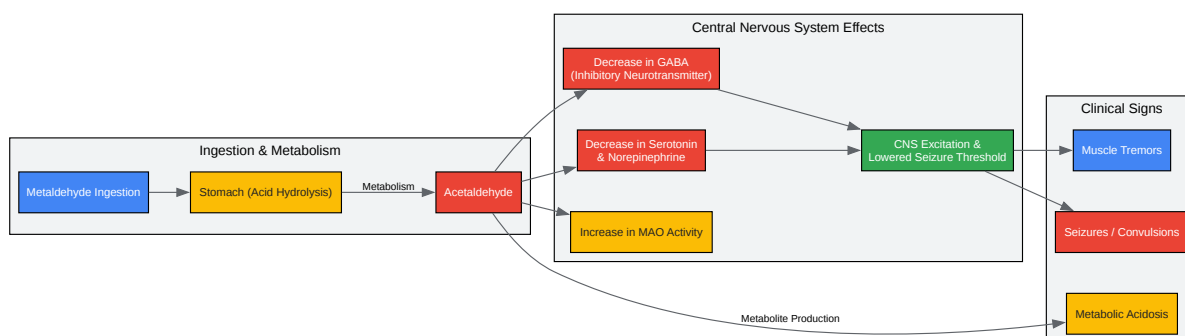 Ingestion & Metabolism
Metaldehyde Ingestion
Stomach (Acid Hydrolysis)
Metabolism
Acetaldehyde
Central Nervous System Effects
Decrease in GABA
(Inhibitory Neurotransmitter)
Decrease in Serotonin
& Norepinephrine
Increase in MAO Activity
CNS Excitation &
Lowered Seizure Threshold
Metabolite Production
Clinical Signs
Muscle Tremors
Seizures / Convulsions
Metabolic Acidosis